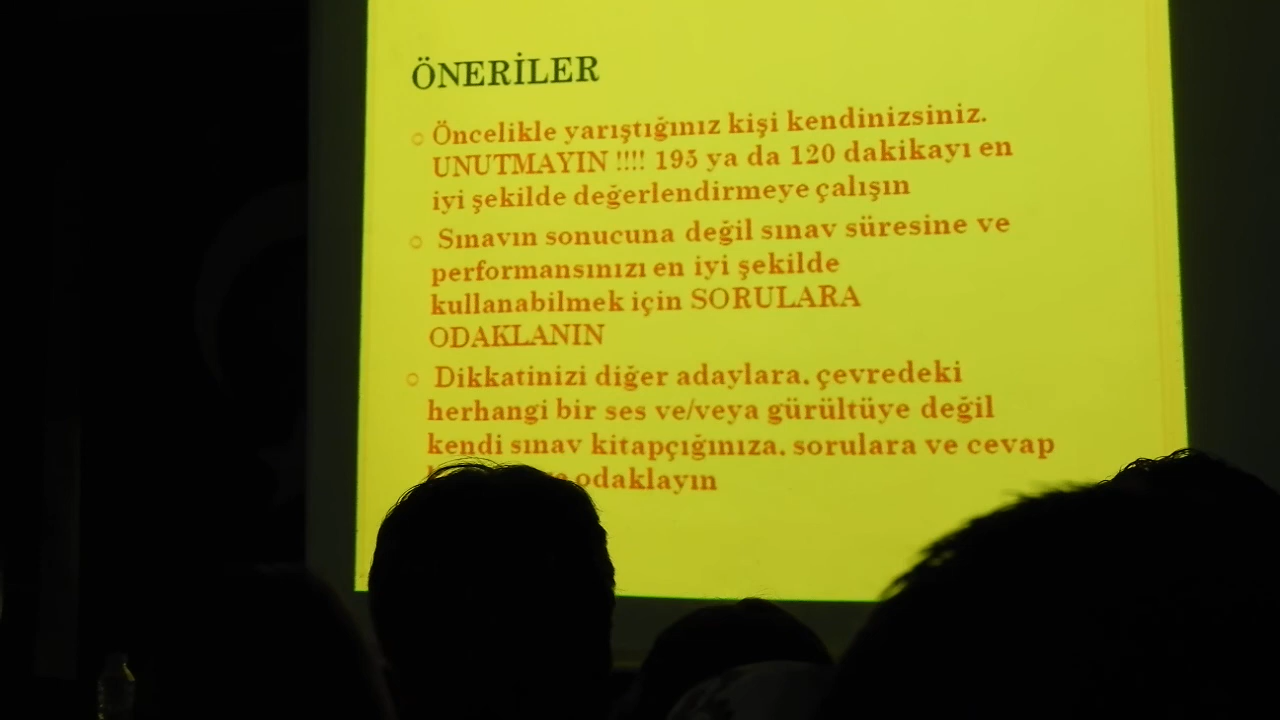 ÖNERİLER
Öncelikle yarıştığınız kişi kendinizsiniz.
UNUTMAYIN !!!! 195 ya da 120 dakikayı en
iyi şekilde değerlendirmeye çalışın
Sınavın sonucuna değil sınav süresine ve
performansınızı en iyi şekilde
kullanabilmek için SORULARA
ODAKLANIN
Dikkatinizi diğer adaylara, çevredeki
herhangi bir ses ve/veya gürültüye değil
kendi sınav kitapçığınıza, sorulara ve cevap
odaklayın